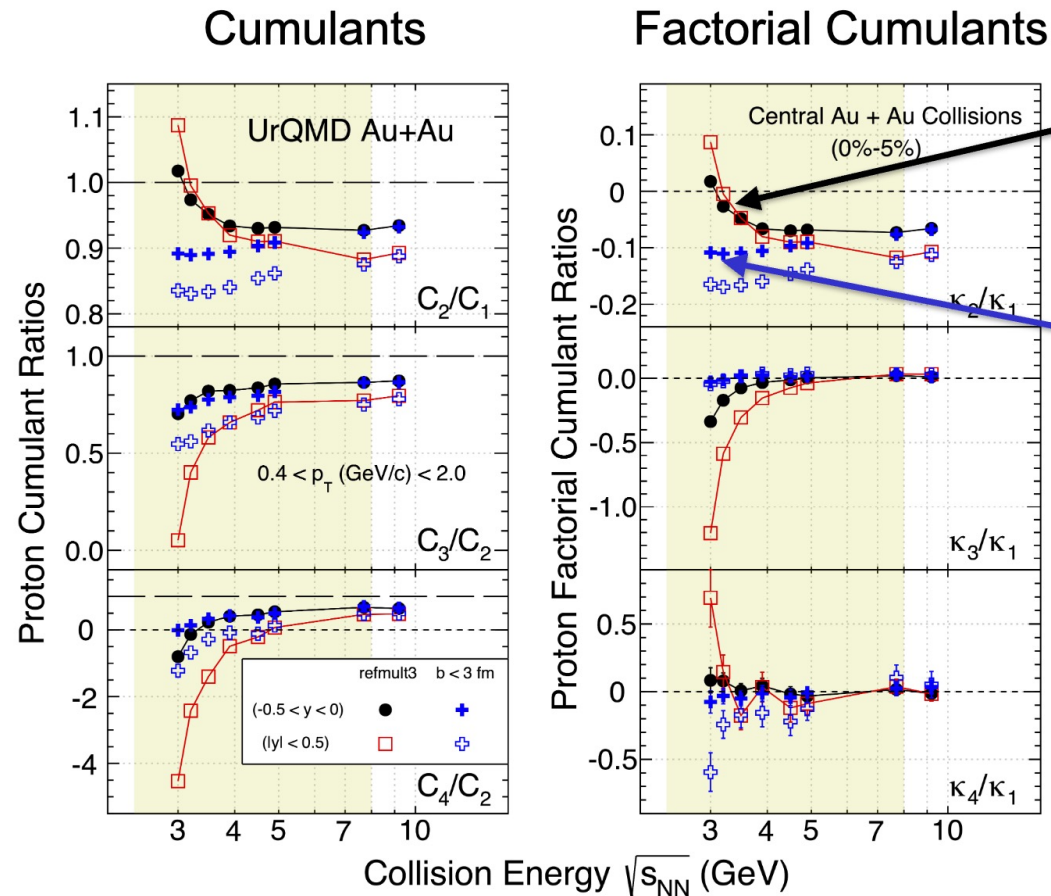 Cumulants
Factorial Cumulants
Proton Cumulant Ratios
1.1
1.0
0.9
0.8
UrQMD Au+Au
C2/C1
1.0
0.5
0.0
0.4 < pT (GeV/c) < 2.0
C3/C2
0
-2
-4
refmult3 b < 3 fm
(-0.5 < y < 0)
(|y| < 0.5)
C4/C2
3 4 5 7 10
Proton Factorial Cumulant Ratios
0.1
0
-0.1
-0.2
Central Au + Au Collisions
(0%-5%)
κ2/κ1
0.0
-0.5
-1.0
κ3/κ1
0.5
0
-0.5
κ4/κ1
3 4 5 7 10
Collision Energy √sNN (GeV)